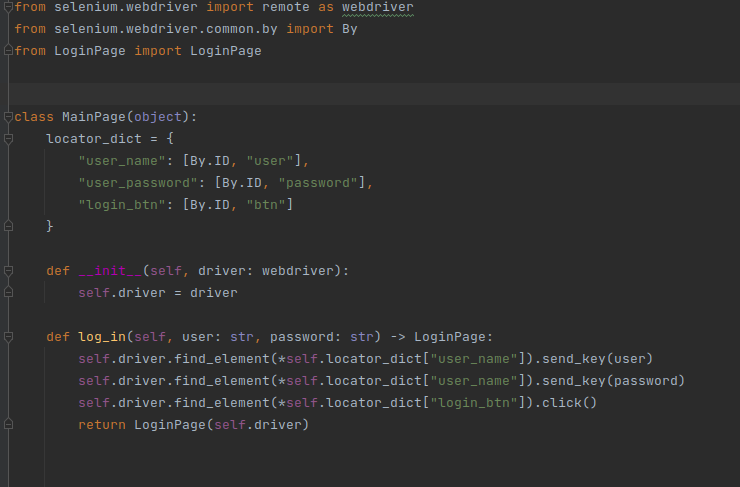 from selenium.webdriver import remote as webdriver
from selenium.webdriver.common.by import By
from LoginPage import LoginPage
class MainPage(object):
    locator_dict = {
        "user_name": [By.ID, "user"],
        "user_password": [By.ID, "password"],
        "login_btn": [By.ID, "btn"]
    }
    def __init__(self, driver: webdriver):
        self.driver = driver
    def log_in(self, user: str, password: str) -> LoginPage:
        self.driver.find_element(*self.locator_dict["user_name"]).send_key(user)
        self.driver.find_element(*self.locator_dict["user_name"]).send_key(password)
        self.driver.find_element(*self.locator_dict["login_btn"]).click()
        return LoginPage(self.driver)